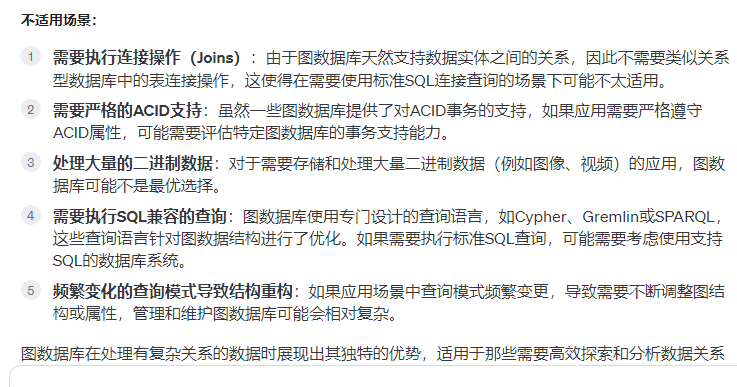 不适用场景：
1 需要执行连接操作（Joins）：由于图数据库天然支持数据实体之间的关系，因此不需要类似关系
型数据库中的表连接操作，这使得在需要使用标准SQL连接查询的场景下可能不太适用。
2 需要严格的ACID支持：虽然一些图数据库提供了对ACID事务的支持，如果应用需要严格遵守
ACID属性，可能需要评估特定图数据库的事务支持能力。
3 处理大量的二进制数据：对于需要存储和处理大量二进制数据（例如图像、视频）的应用，图数
据库可能不是最优选择。
4 需要执行SQL兼容的查询：图数据库使用专门设计的查询语言，如Cypher、Gremlin或SPARQL，
这些查询语言针对图数据结构进行了优化。如果需要执行标准SQL查询，可能需要考虑使用支持
SQL的数据库系统。
5 频繁变化的查询模式导致结构重构：如果应用场景中查询模式频繁变更，导致需要不断调整图结
构或属性，管理和维护图数据库可能会相对复杂。
图数据库在处理有复杂关系的数据时展现出其独特的优势，适用于那些需要高效探索和分析数据关系